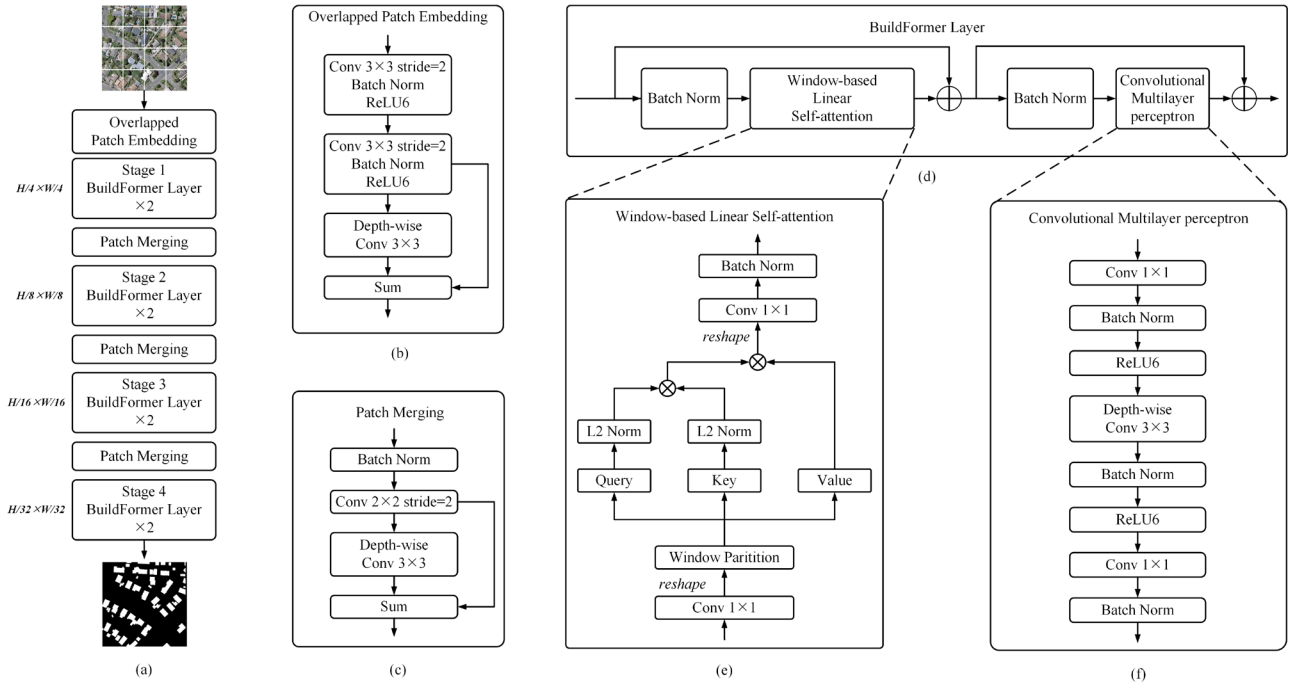 Overlapped
Patch Embedding
H/4×W/4
Stage 1
BuildFormer Layer
×2
Patch Merging
H/8×W/8
Stage 2
BuildFormer Layer
×2
Patch Merging
H/16×W/16
Stage 3
BuildFormer Layer
×2
Patch Merging
H/32×W/32
Stage 4
BuildFormer Layer
×2
(a)
Overlapped Patch Embedding
Conv 3×3 stride=2
Batch Norm
ReLU6
Conv 3×3 stride=2
Batch Norm
ReLU6
Depth-wise
Conv 3×3
Sum
(b)
Patch Merging
Batch Norm
Conv 2×2 stride=2
Depth-wise
Conv 3×3
Sum
(c)
BuildFormer Layer
Batch Norm
Window-based
Linear
Self-attention
Batch Norm
Convolutional
Multilayer
perceptron
(d)
Window-based Linear Self-attention
Batch Norm
Conv 1×1
reshape
L2 Norm
L2 Norm
Query
Key
Value
Window Paritition
reshape
Conv 1×1
(e)
Convolutional Multilayer perceptron
Conv 1×1
Batch Norm
ReLU6
Depth-wise
Conv 3×3
Batch Norm
ReLU6
Conv 1×1
Batch Norm
(f)